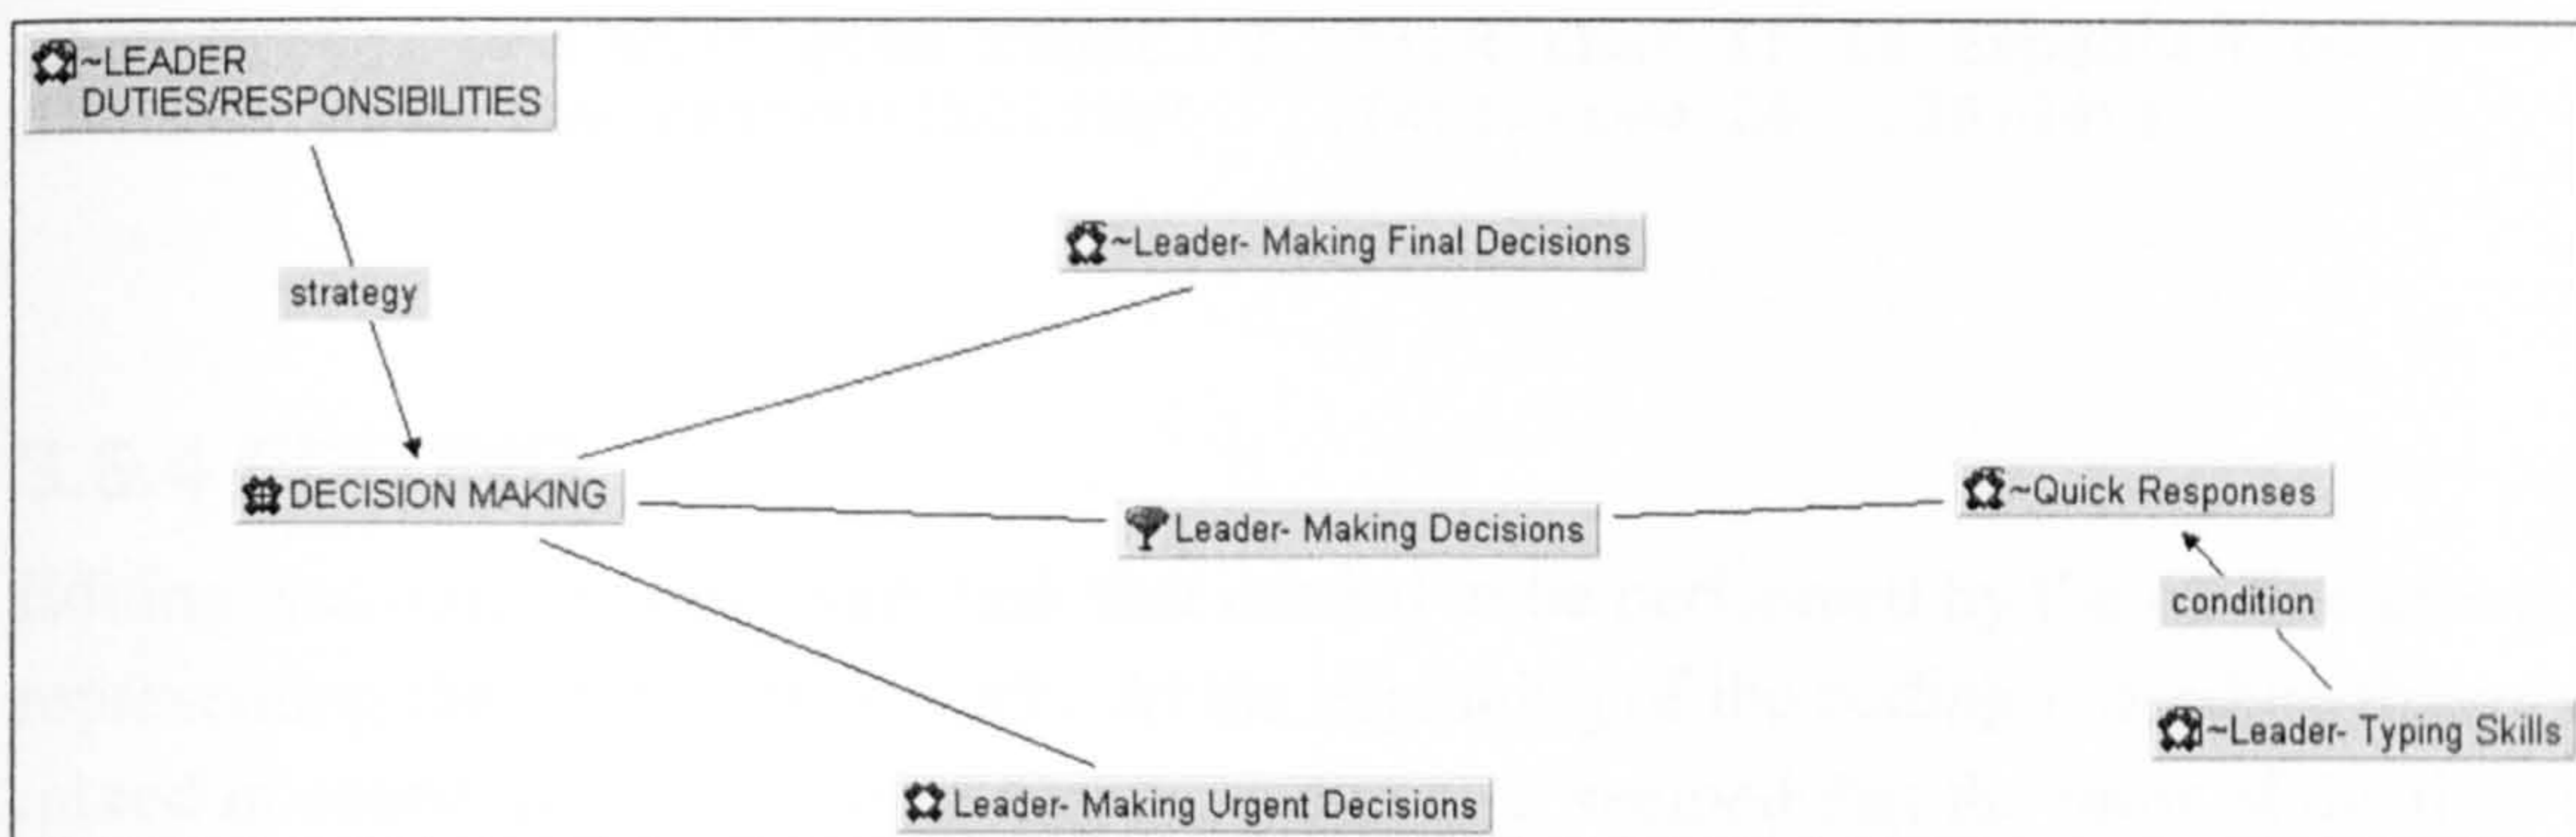 ~LEADER
DUTIES/RESPONSIBILITIES
strategy
~Leader- Making Final Decisions
DECISION MAKING
Leader- Making Decisions
~Quick Responses
condition
~Leader- Typing Skills
Leader- Making Urgent Decisions